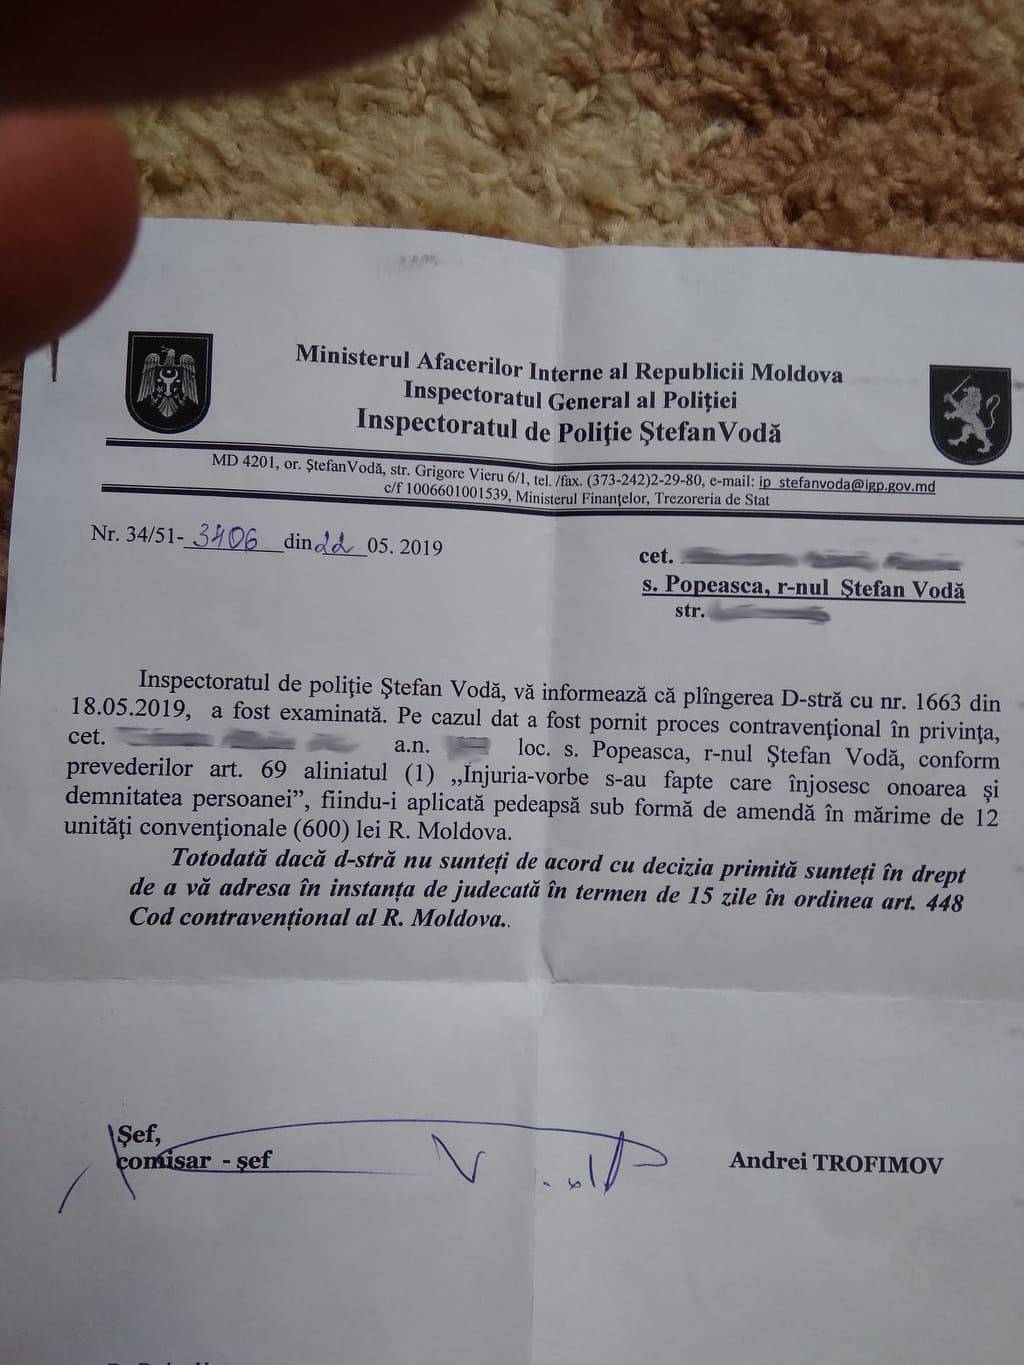 Ministerul Afacerilor Interne al Republicii Moldova
Inspectoratul General al Poliției
Inspectoratul de Poliţie ŞtefanVodă
MD 4201, or. ŞtefanVodă, str. Grigore Vieru 6/1, tel. /fax. (373-242)2-29-80, e-mail: ip_stefanvoda@igp.gov.md
c/f 1006601001539, Ministerul Finanţelor, Trezoreria de Stat
Nr. 34/51- 3406 din 22 05. 2019
cet.
s. Popeasca, r-nul Ştefan Vodă
str.
Inspectoratul de poliţie Ştefan Vodă, vă informează că plîngerea D-stră cu nr. 1663 din
18.05.2019, a fost examinată. Pe cazul dat a fost pornit proces contravenţional în privinţa,
cet. a.n. loc. s. Popeasca, r-nul Ştefan Vodă, conform
prevederilor art. 69 aliniatul (1) „Injuria-vorbe s-au fapte care înjosesc onoarea şi
demnitatea persoanei”, fiindu-i aplicată pedeapsă sub formă de amendă în mărime de 12
unităţi convenţionale (600) lei R. Moldova.
Totodată dacă d-stră nu sunteți de acord cu decizia primită sunteți în drept
de a vă adresa în instanța de judecată în termen de 15 zile în ordinea art. 448
Cod contravențional al R. Moldova..
Şef,
comisar - şef
Andrei TROFIMOV